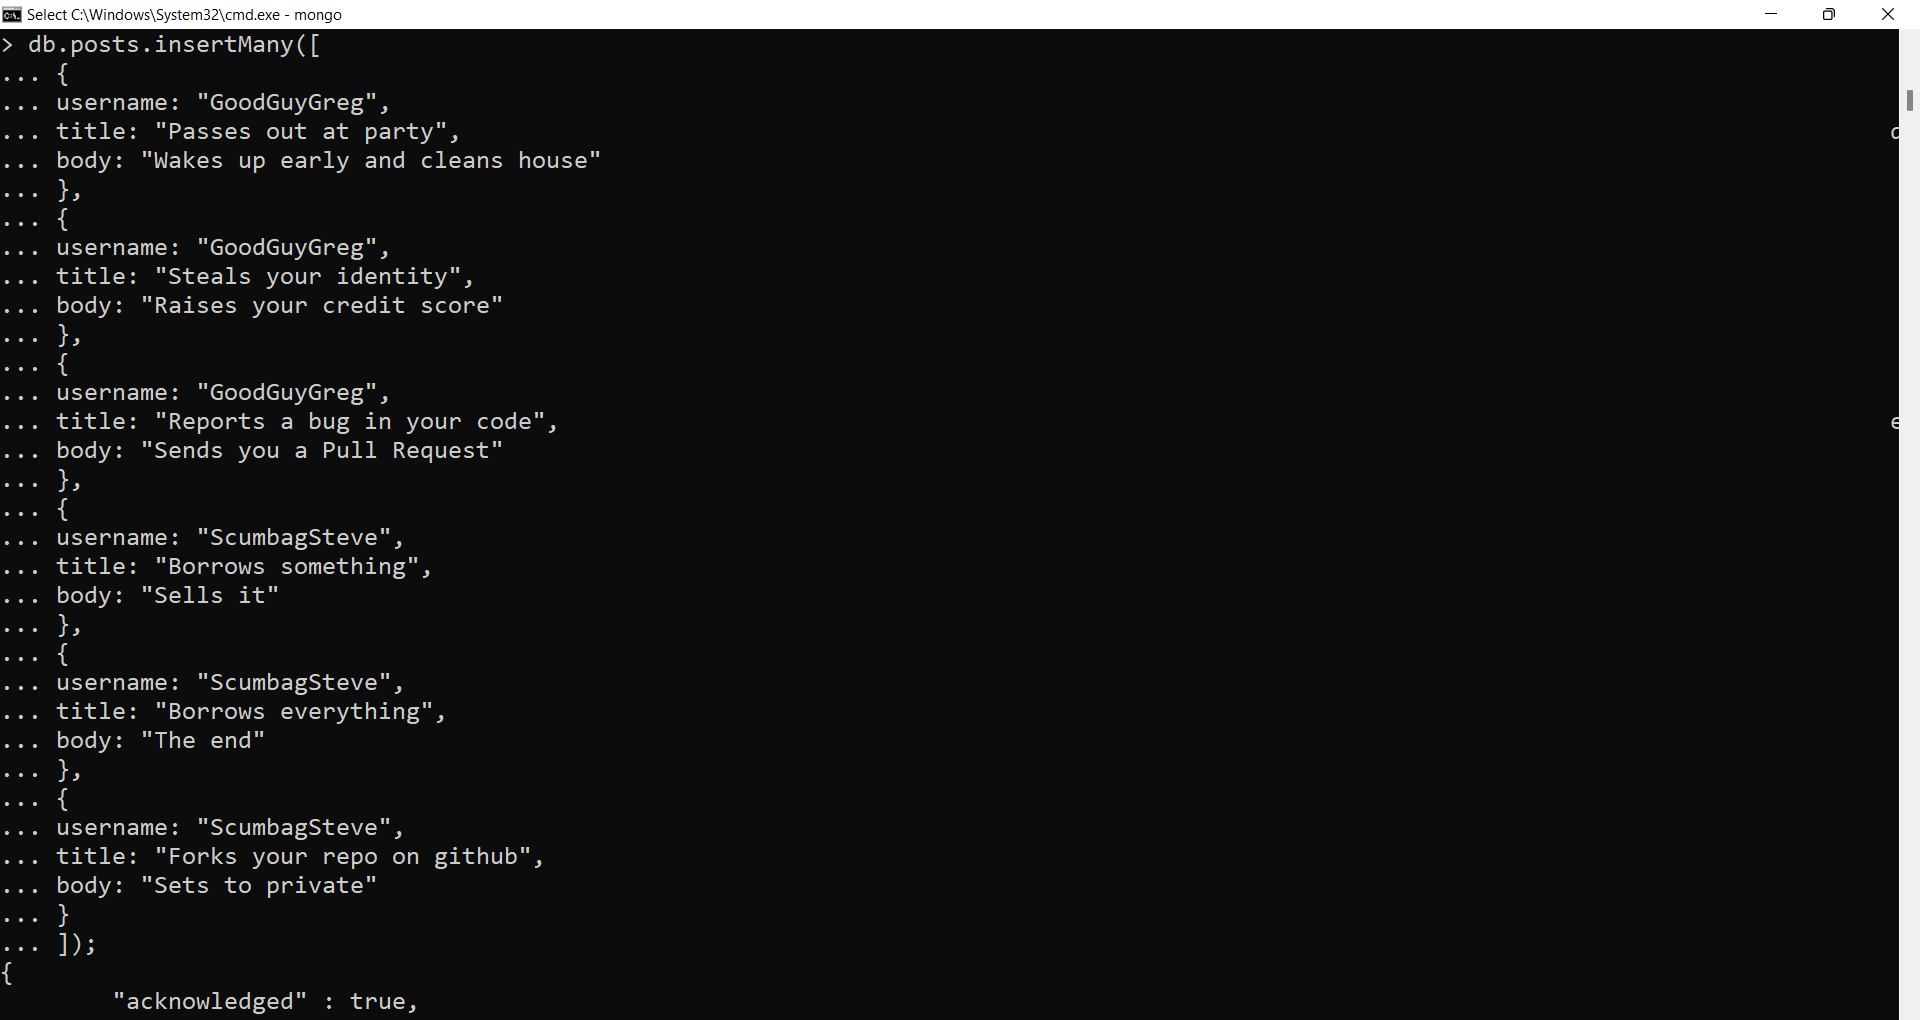 Select C:\Windows\System32\cmd.exe - mongo
> db.posts.insertMany([
... {
... username: "GoodGuyGreg",
... title: "Passes out at party",
... body: "Wakes up early and cleans house"
... },
... {
... username: "GoodGuyGreg",
... title: "Steals your identity",
... body: "Raises your credit score"
... },
... {
... username: "GoodGuyGreg",
... title: "Reports a bug in your code",
... body: "Sends you a Pull Request"
... },
... {
... username: "ScumbagSteve",
... title: "Borrows something",
... body: "Sells it"
... },
... {
... username: "ScumbagSteve",
... title: "Borrows everything",
... body: "The end"
... },
... {
... username: "ScumbagSteve",
... title: "Forks your repo on github",
... body: "Sets to private"
... }
... ]);
{
"acknowledged" : true,